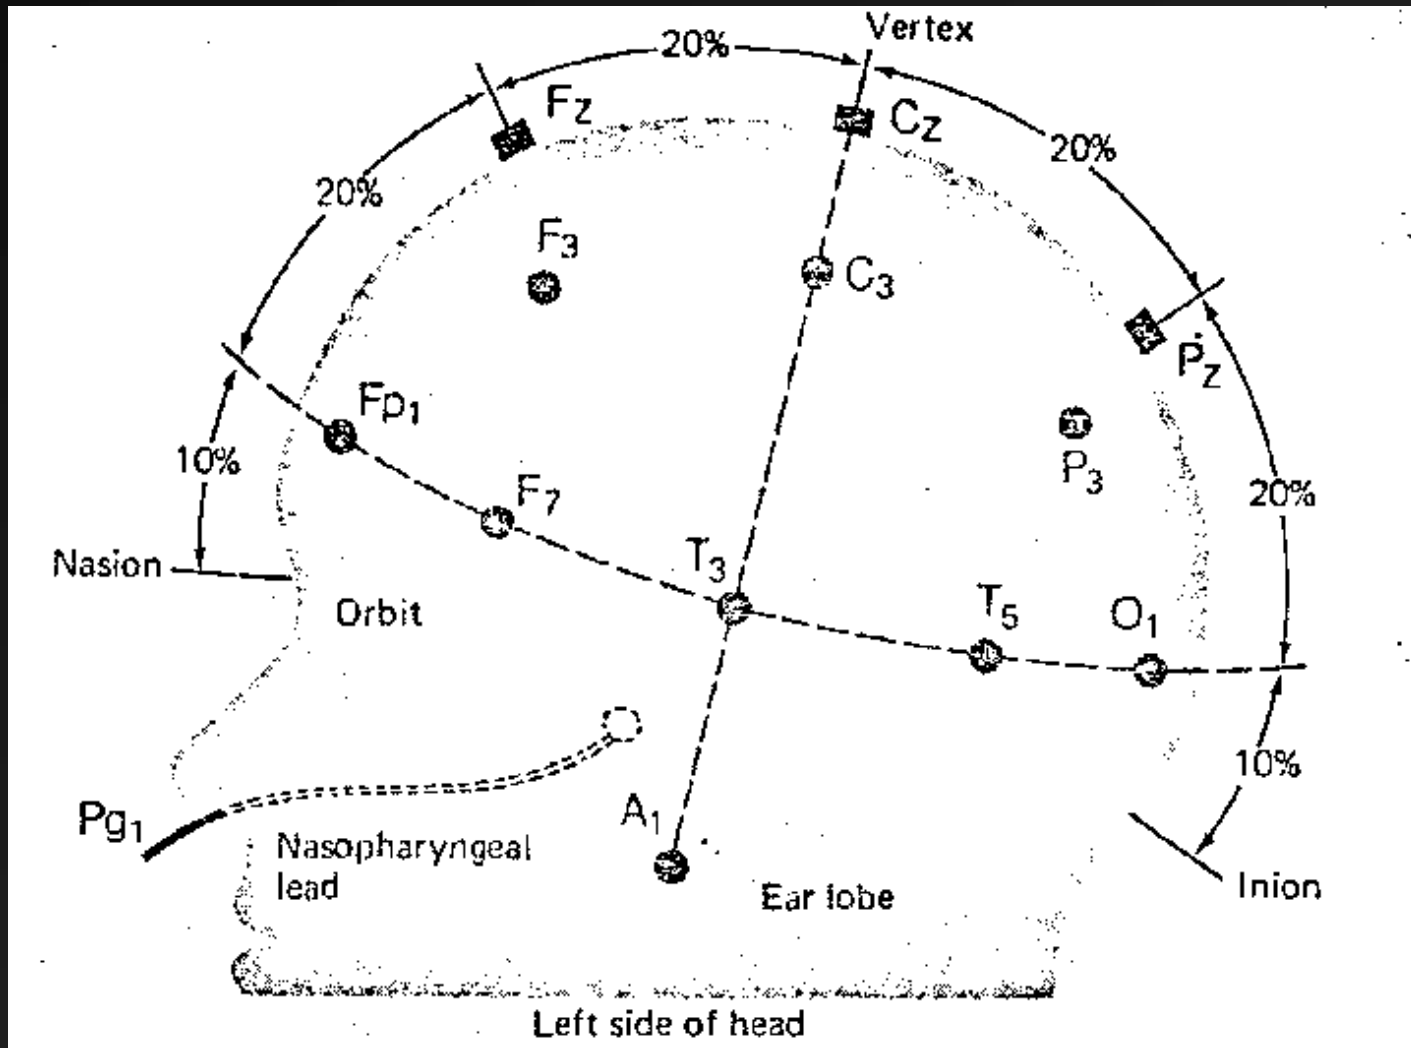 Vertex
20%
Fz
Cz
20%
20%
F3
C3
Pz
Fp1
P3
10%
F7
20%
Nasion
T3
Orbit
T5
O1
10%
Pg1
A1
Nasopharyngeal
lead
Ear lobe
Inion
Left side of head